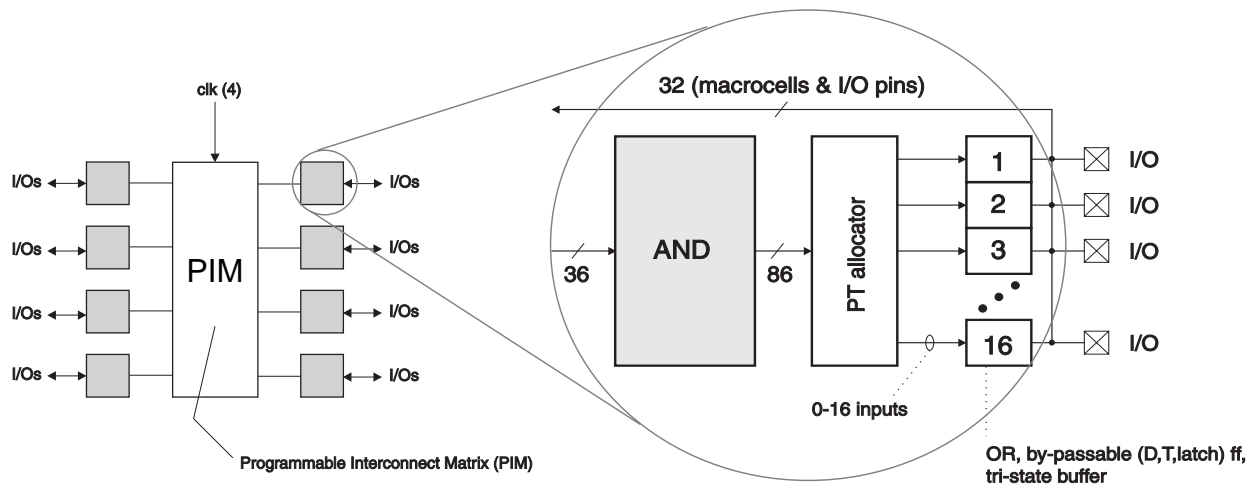 clk (4)
I/Os
I/Os
I/Os
I/Os
PIM
I/Os
I/Os
I/Os
I/Os
Programmable Interconnect Matrix (PIM)
32 (macrocells & I/O pins)
36
AND
86
PT allocator
1
2
3
16
I/O
I/O
I/O
I/O
0-16 inputs
OR, by-passable (D,T,latch) ff,
tri-state buffer